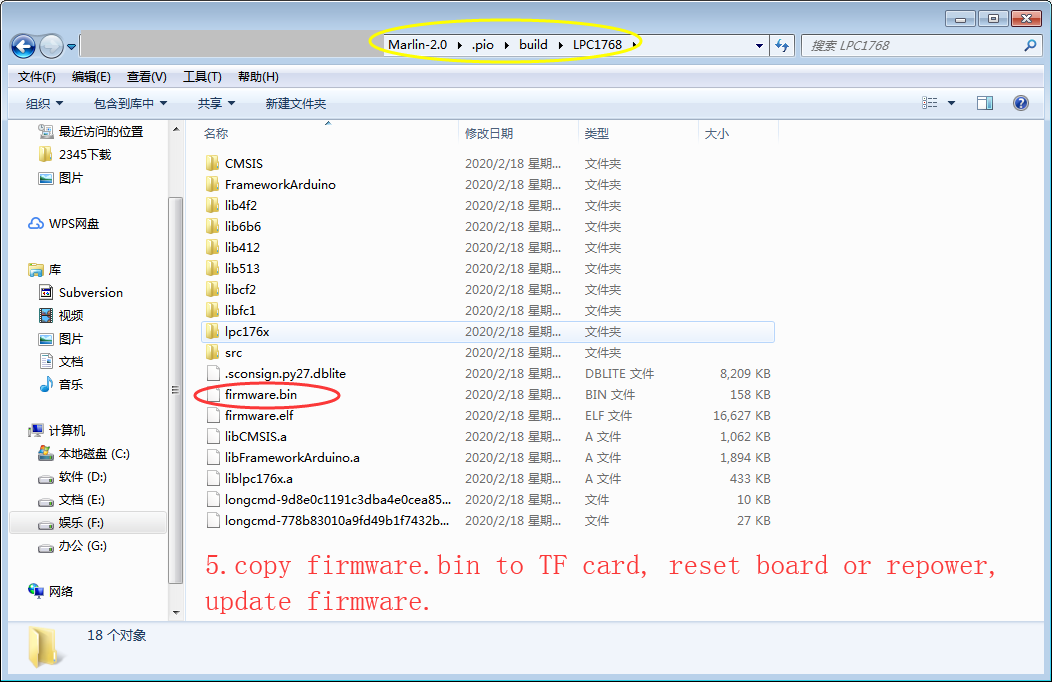 Marlin-2.0 ▸ .pio ▸ build ▸ LPC1768 ▸
搜索 LPC1768
文件(F) 编辑(E) 查看(V) 工具(T) 帮助(H)
组织 包含到库中 共享 新建文件夹
最近访问的位置
2345下载
图片
WPS网盘
库
Subversion
视频
图片
文档
音乐
计算机
本地磁盘 (C:)
软件 (D:)
文档 (E:)
娱乐 (F:)
办公 (G:)
网络
名称 修改日期 类型 大小
CMSIS 2020/2/18 星期... 文件夹
FrameworkArduino 2020/2/18 星期... 文件夹
lib4f2 2020/2/18 星期... 文件夹
lib6b6 2020/2/18 星期... 文件夹
lib412 2020/2/18 星期... 文件夹
lib513 2020/2/18 星期... 文件夹
libcf2 2020/2/18 星期... 文件夹
libfc1 2020/2/18 星期... 文件夹
lpc176x 2020/2/18 星期... 文件夹
src 2020/2/18 星期... 文件夹
.sconsign.py27.dblite 2020/2/18 星期... DBLITE 文件 8,209 KB
firmware.bin 2020/2/18 星期... BIN 文件 158 KB
firmware.elf 2020/2/18 星期... ELF 文件 16,627 KB
libCMSIS.a 2020/2/18 星期... A 文件 1,062 KB
libFrameworkArduino.a 2020/2/18 星期... A 文件 1,894 KB
liblpc176x.a 2020/2/18 星期... A 文件 433 KB
longcmd-9d8e0c1191c3dba4e0cea85... 2020/2/18 星期... 文件 10 KB
longcmd-778b83010a9fd49b1f7432b... 2020/2/18 星期... 文件 27 KB
5.copy firmware.bin to TF card, reset board or repower,
update firmware.
18 个对象